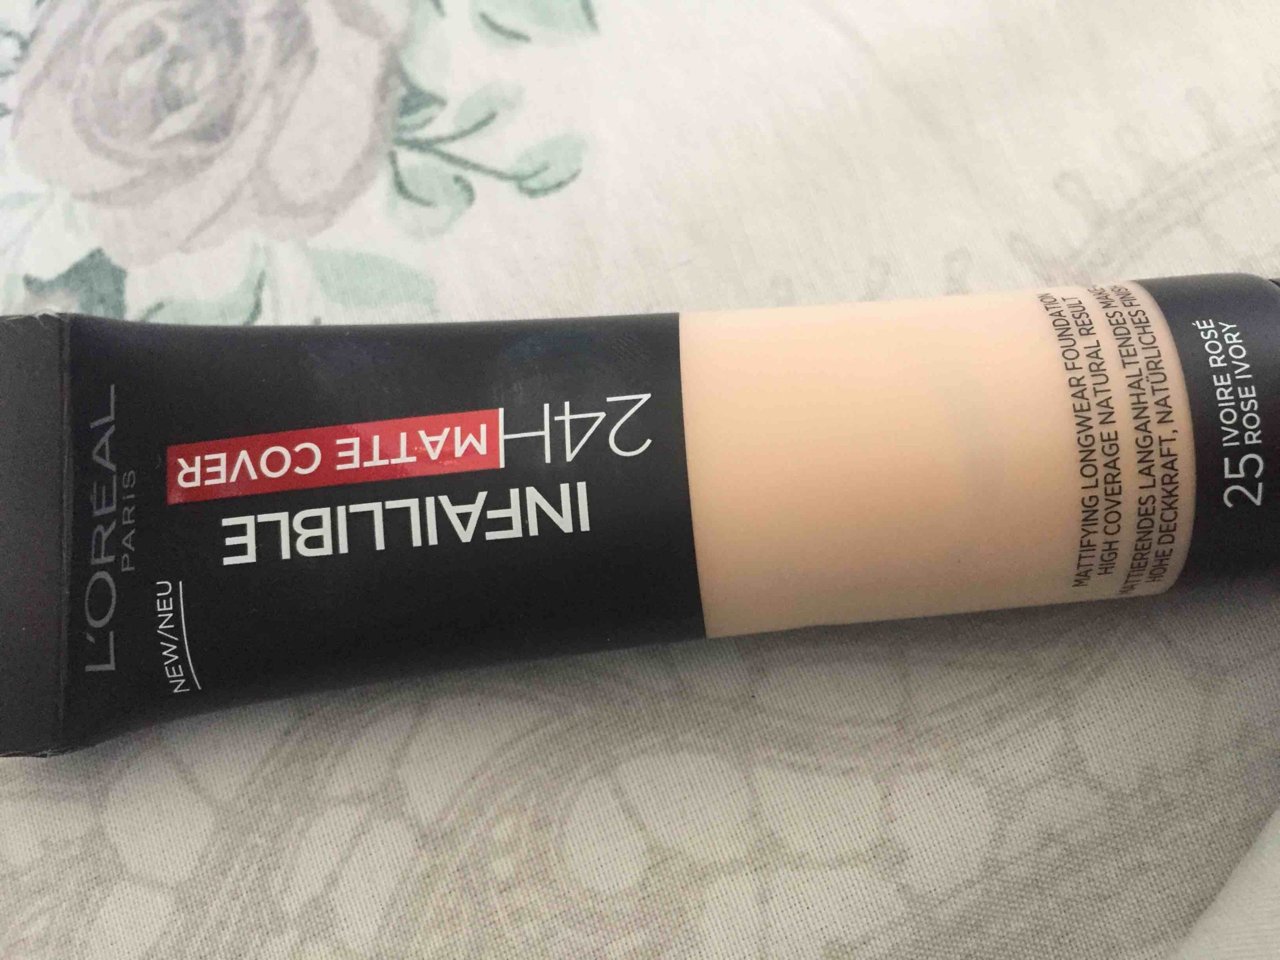 L'ORÉAL
PARIS
NEW/NEU
INFAILLIBLE
24H
MATTE COVER
MATTIFYING LONGWEAR FOUNDATION
HIGH COVERAGE NATURAL RESULT
MATTIERENDES LANGANHALTENDES MAKE-
HOHE DECKKRAFT, NATÜRLICHES FINISH
25 IVOIRE ROSÉ
ROSE IVORY